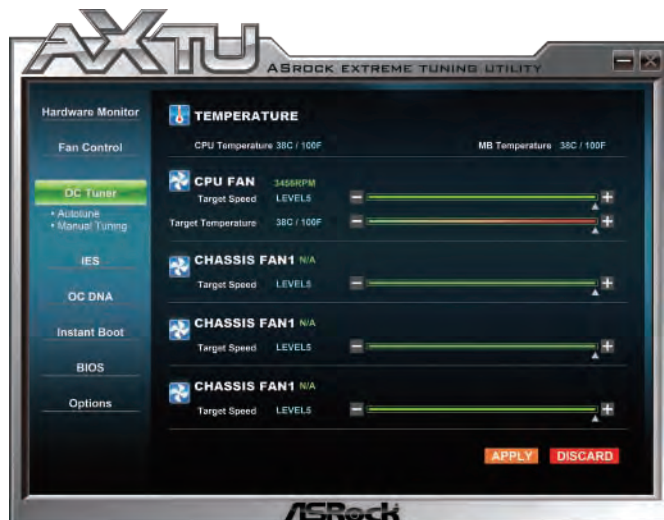 AXTU
ASROCK EXTREME TUNING UTILITY
Hardware Monitor
Fan Control
OC Tuner
• Autotune
• Manual Tuning
IES
OC DNA
Instant Boot
BIOS
Options
TEMPERATURE
CPU Temperature 38C / 100F
MB Temperature 38C / 100F
CPU FAN 3456RPM
Target Speed LEVEL5
Target Temperature 38C / 100F
CHASSIS FAN1 N/A
Target Speed LEVEL5
CHASSIS FAN1 N/A
Target Speed LEVEL5
CHASSIS FAN1 N/A
Target Speed LEVEL5
APPLY DISCARD
ASRock